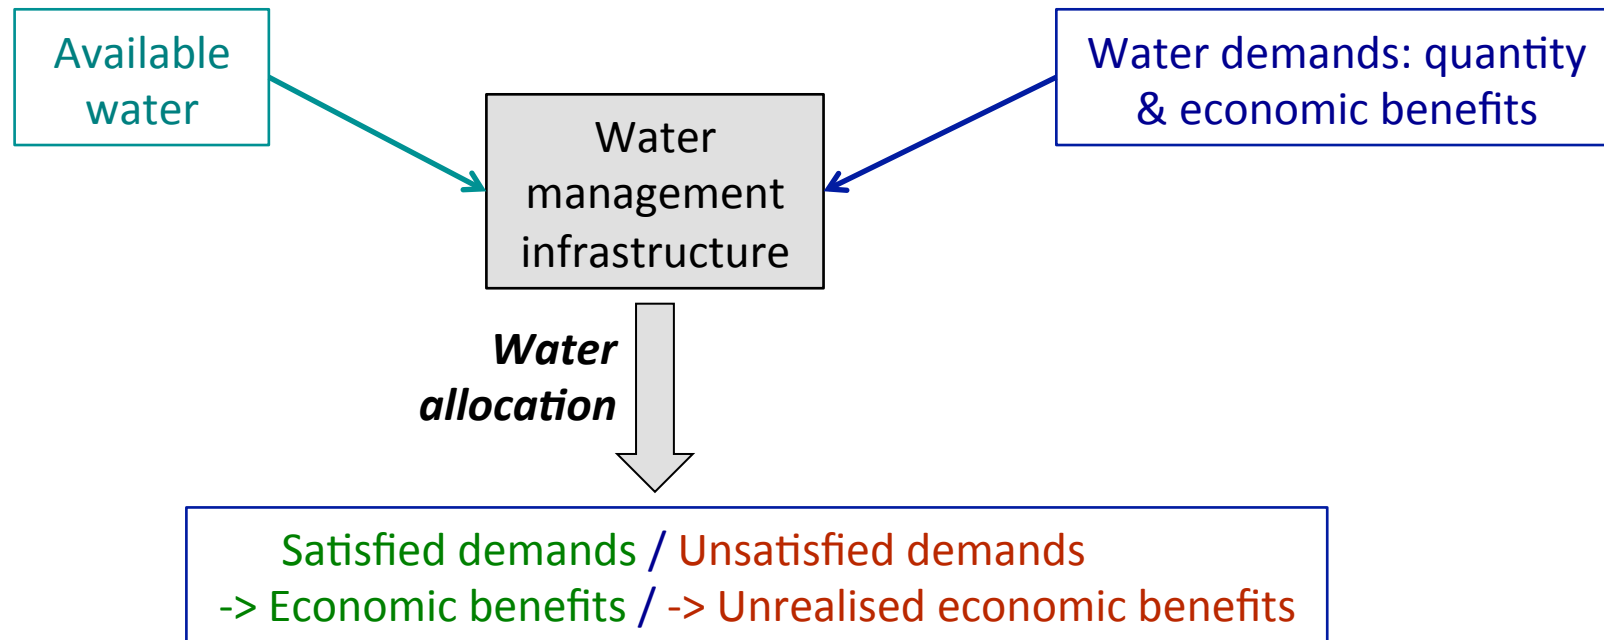 Available
water
Water demands: quantity
& economic benefits
Water
management
infrastructure
Water
allocation
Satisfied demands / Unsatisfied demands
-> Economic benefits / -> Unrealised economic benefits